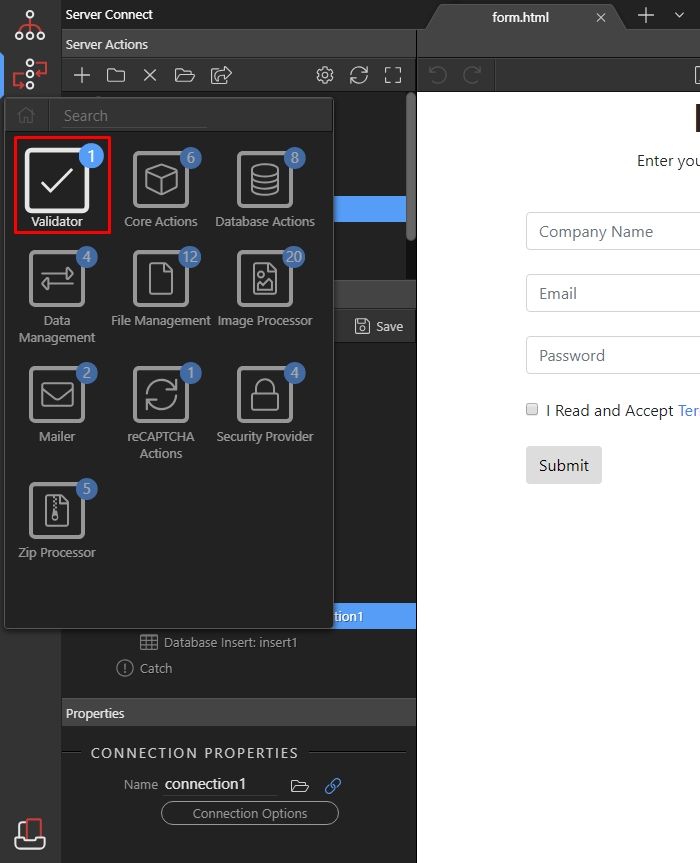 Server Connect
form.html
Server Actions
Search
1
Validator
6
Core Actions
8
Database Actions
4
Data
Management
12
File Management
20
Image Processor
2
Mailer
1
reCAPTCHA
Actions
4
Security Provider
5
Zip Processor
Save
tion1
Database Insert: insert1
Catch
Properties
CONNECTION PROPERTIES
Name connection1
Connection Options
Enter you
Company Name
Email
Password
I Read and Accept Ter
Submit